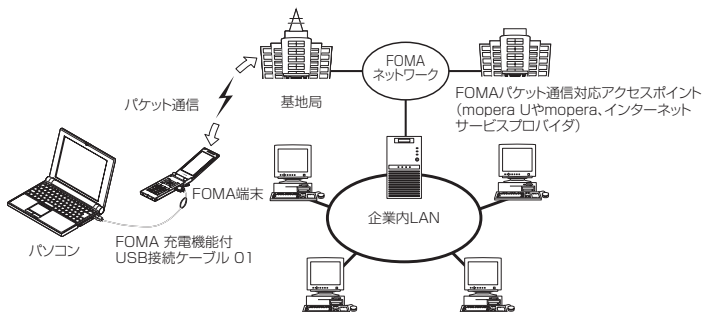 FOMA
ネットワーク
パケット通信
基地局
FOMAパケット通信対応アクセスポイント
(mopera Uやmopera、インターネット
サービスプロバイダ)
FOMA端末
企業内LAN
パソコン
FOMA 充電機能付
USB接続ケーブル 01